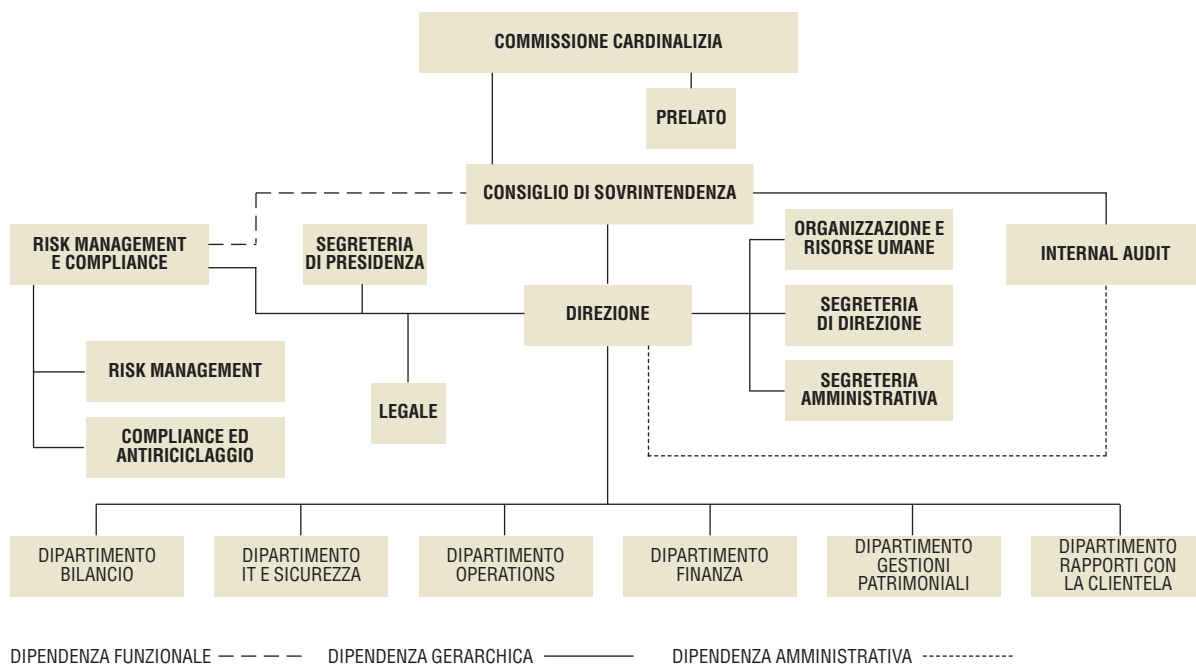 COMMISSIONE CARDINALIZIA
PRELATO
CONSIGLIO DI SOVRINTENDENZA
RISK MANAGEMENT
E COMPLIANCE
SEGRETERIA
DI PRESIDENZA
ORGANIZZAZIONE E
RISORSE UMANE
INTERNAL AUDIT
DIREZIONE
SEGRETERIA
DI DIREZIONE
RISK MANAGEMENT
LEGALE
SEGRETERIA
AMMINISTRATIVA
COMPLIANCE ED
ANTIRICICLAGGIO
DIPARTIMENTO
BILANCIO
DIPARTIMENTO
IT E SICUREZZA
DIPARTIMENTO
OPERATIONS
DIPARTIMENTO
FINANZA
DIPARTIMENTO
GESTIONI
PATRIMONIALI
DIPARTIMENTO
RAPPORTI CON
LA CLIENTELA
DIPENDENZA FUNZIONALE
DIPENDENZA GERARCHICA
DIPENDENZA AMMINISTRATIVA